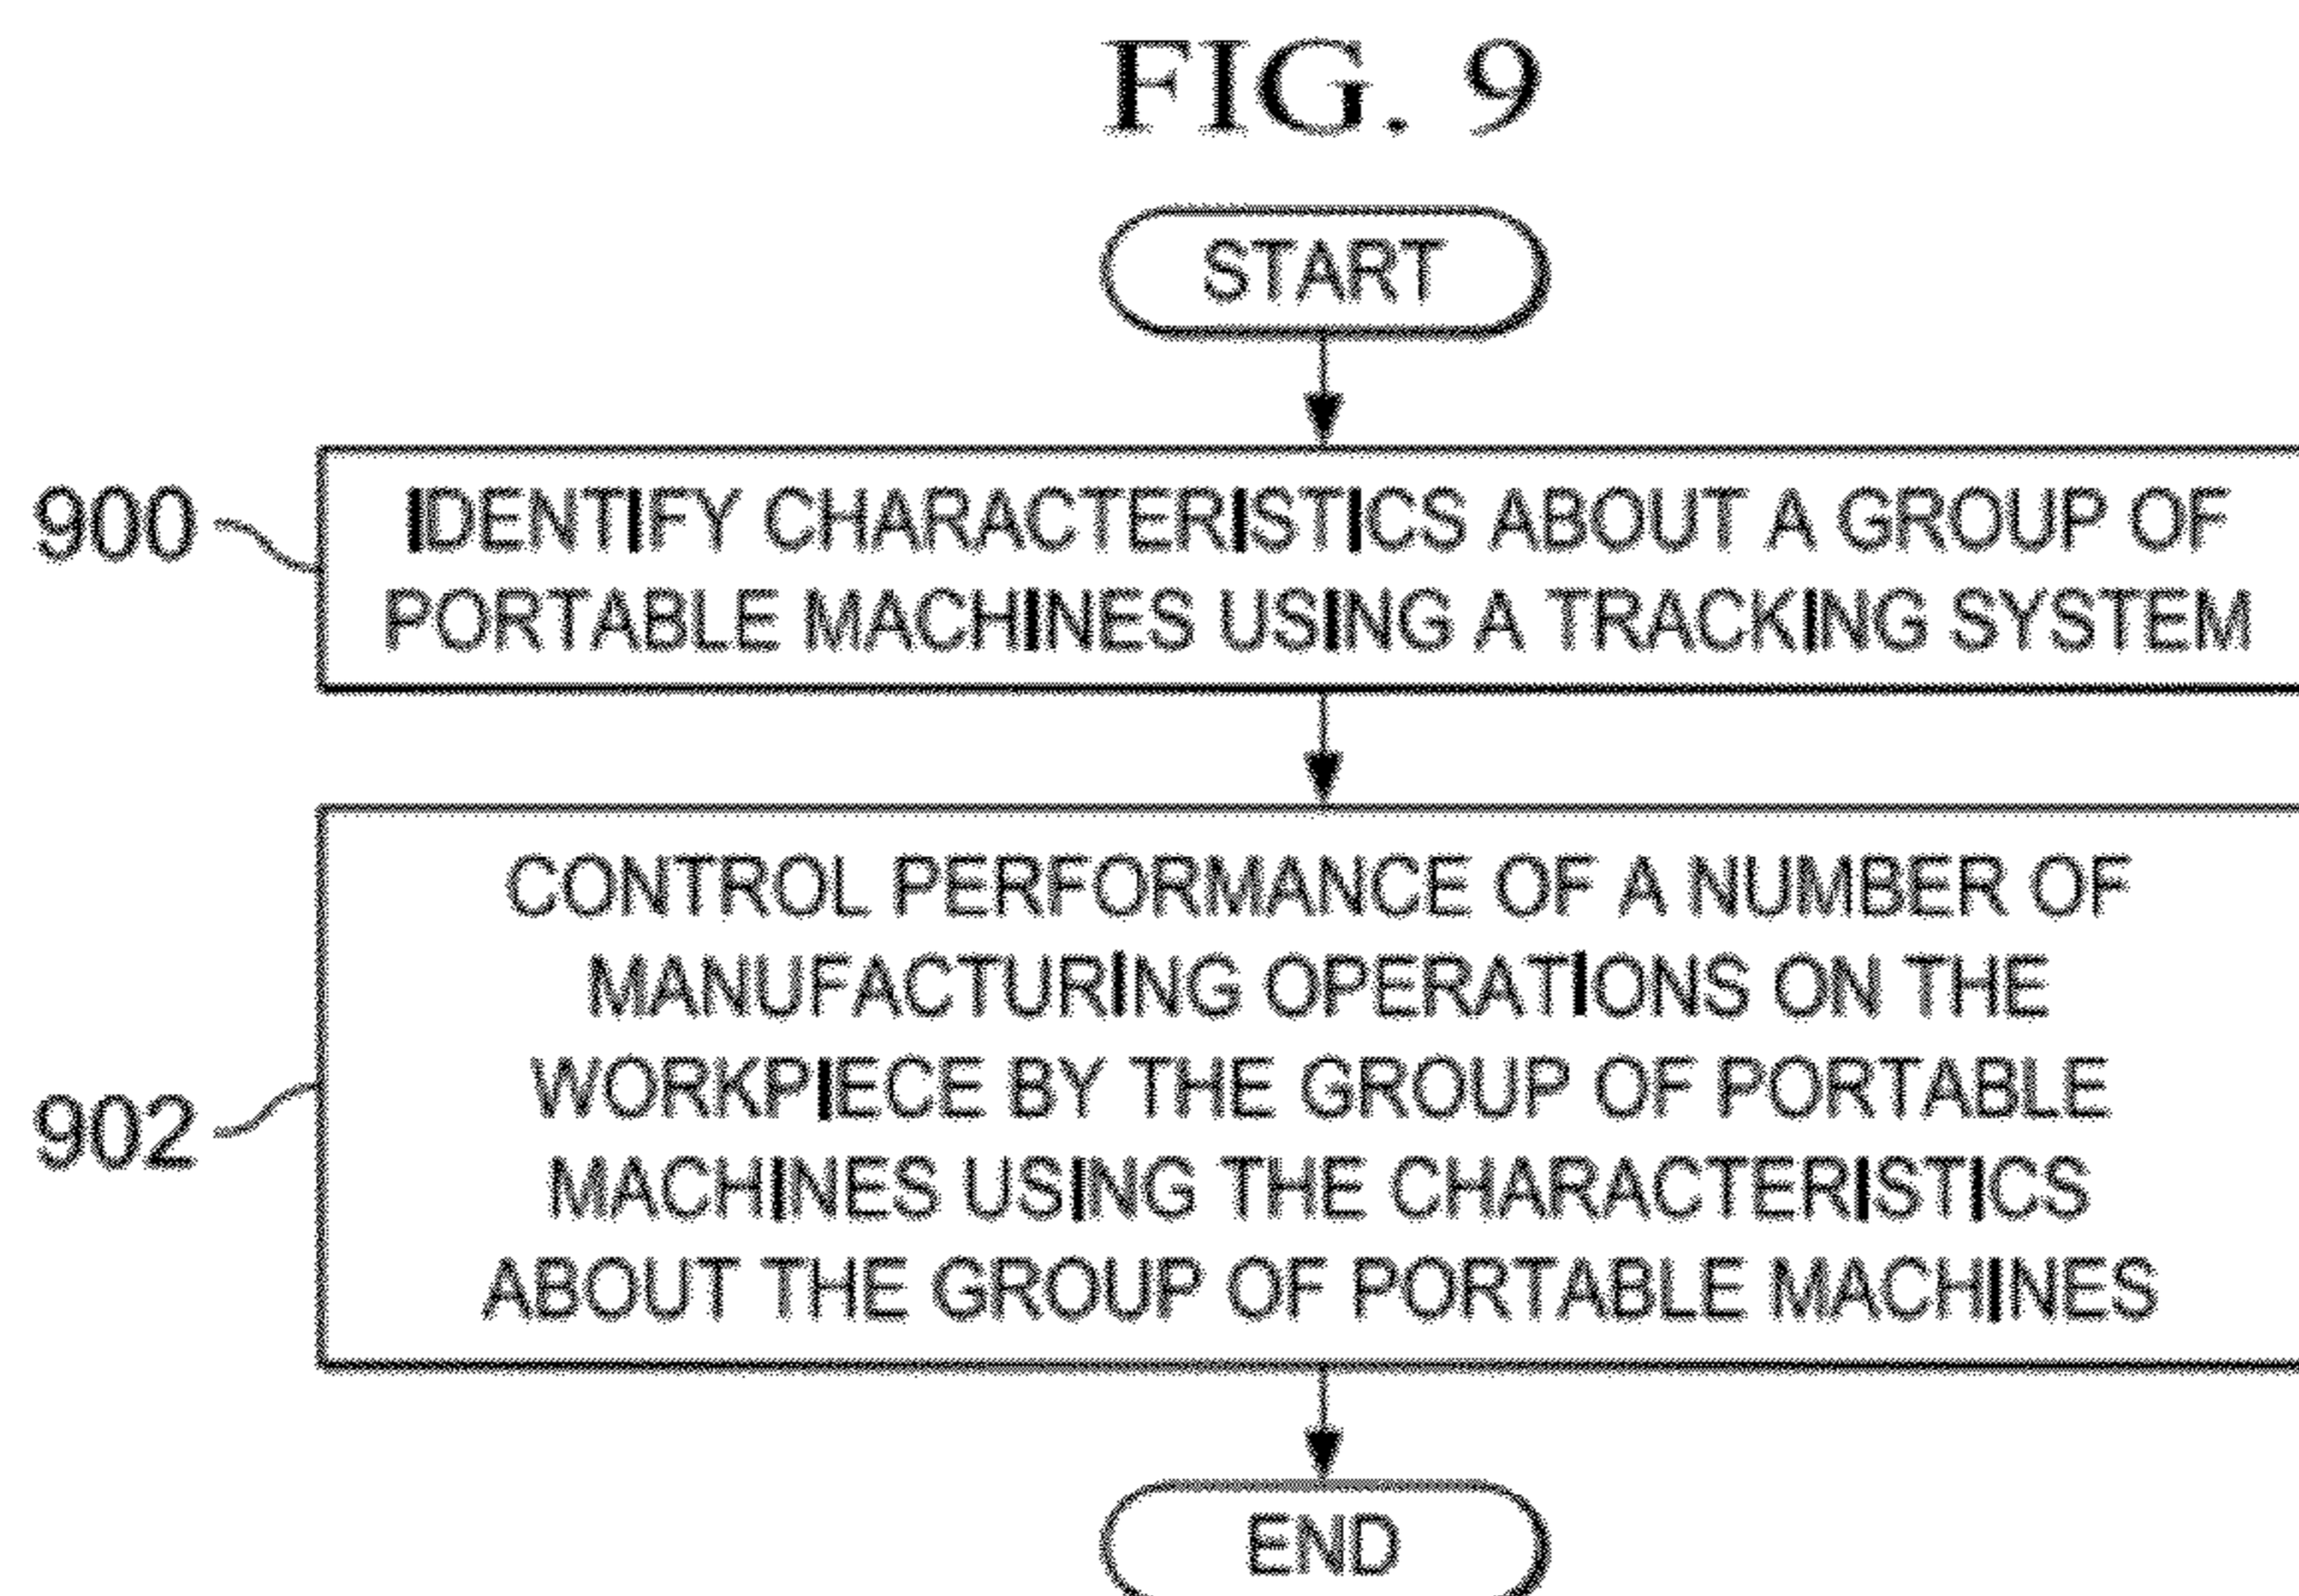 FIG. 9
START
900
IDENTIFY CHARACTERISTICS ABOUT A GROUP OF
PORTABLE MACHINES USING A TRACKING SYSTEM
902
CONTROL PERFORMANCE OF A NUMBER OF
MANUFACTURING OPERATIONS ON THE
WORKPIECE BY THE GROUP OF PORTABLE
MACHINES USING THE CHARACTERISTICS
ABOUT THE GROUP OF PORTABLE MACHINES
END